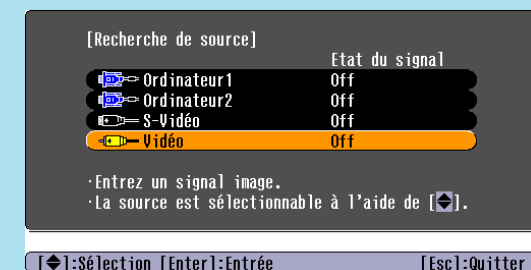 [Recherche de source]
Etat du signal
Ordinateur1 Off
Ordinateur2 Off
S-Vidéo Off
Vidéo Off
·Entrez un signal image.
·La source est sélectionnable à l'aide de [◆].
[◆]:Sélection [Enter]:Entrée [Esc]:Quitter